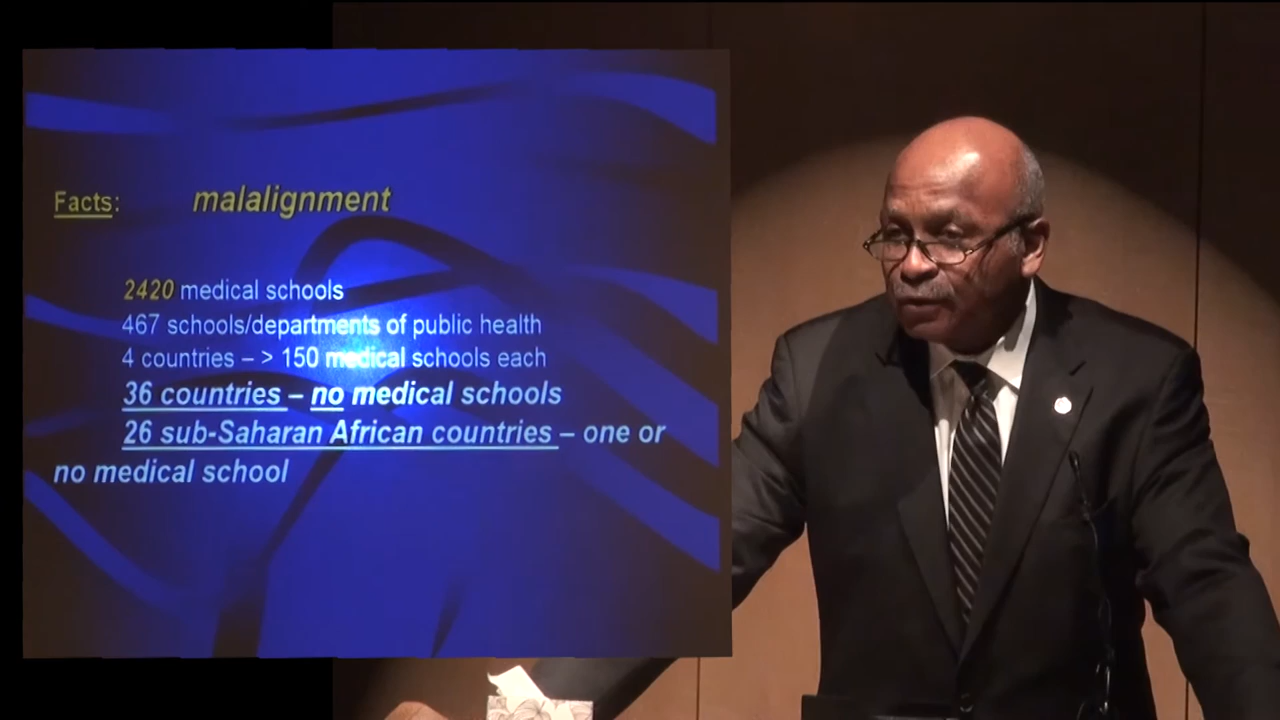 Facts: malalignment
2420 medical schools
467 schools/departments of public health
4 countries – > 150 medical schools each
36 countries – no medical schools
26 sub-Saharan African countries – one or
no medical school